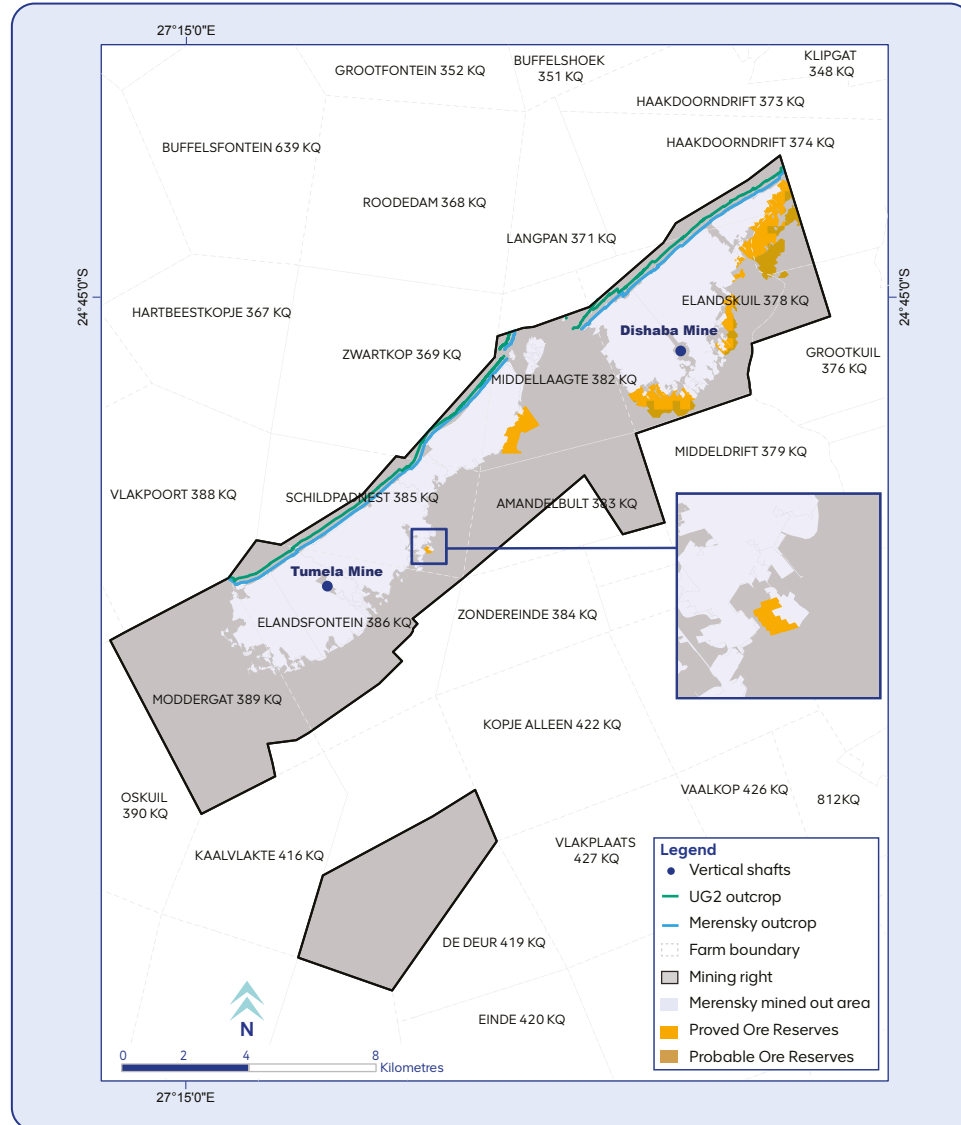 27°15'0"E
GROOTFONTEIN 352 KQ
BUFFELSHOEK
351 KQ
KLIPGAT
348 KQ
HAAKDOORNDRIFT 373 KQ
BUFFELSFONTEIN 639 KQ
HAAKDOORNDRIFT 374 KQ
ROODEDAM 368 KQ
LANGPAN 371 KQ
24°45'0"S
24°45'0"S
HARTBEESTKOPJE 367 KQ
ELANDSKUIL 378 KQ
Dishaba Mine
ZWARTKOP 369 KQ
GROOTKUIL
376 KQ
MIDDELLAAGTE 382 KQ
MIDDELDRIFT 379 KQ
VLAKPOORT 388 KQ
SCHILDPADNEST 385 KQ
AMANDELBULT 383 KQ
Tumela Mine
ELANDSFONTEIN 386 KQ
ZONDEREINDE 384 KQ
MODDERGAT 389 KQ
KOPJE ALLEEN 422 KQ
OSKUIL
390 KQ
VAALKOP 426 KQ
812KQ
KAALVLAKTE 416 KQ
VLAKPLAATS
427 KQ
DE DEUR 419 KQ
EINDE 420 KQ
Legend
Vertical shafts
UG2 outcrop
Merensky outcrop
Farm boundary
Mining right
Merensky mined out area
Proved Ore Reserves
Probable Ore Reserves
N
0 2 4 8
Kilometres
27°15'0"E